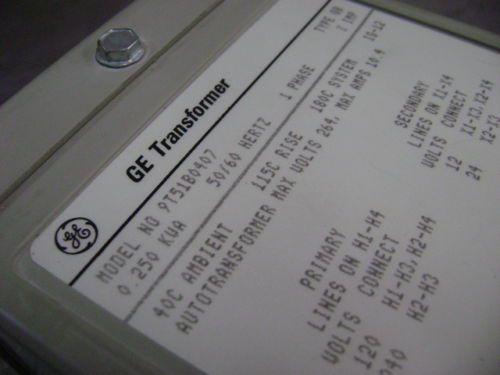 GE Transformer
MODEL NO 9T51B0407
0.250 KVA 50/60 HERTZ 1 PHASE TYPE QB
40C AMBIENT 115C RISE 180C SYSTEM
AUTOTRANSFORMER MAX VOLTS 264, MAX AMPS 10.4
PRIMARY
LINES ON H1-H4
VOLTS CONNECT
120 H1-H3,H2-H4
240 H2-H3
SECONDARY
LINES ON X1-X4
VOLTS CONNECT
12 X1-X3,X2-X4
24 X2-X3